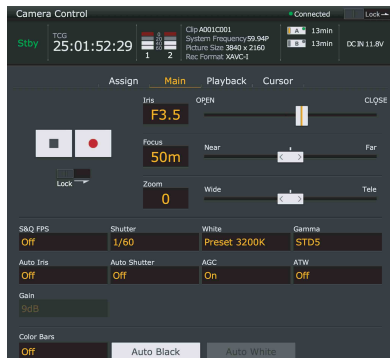 Camera Control
Connected
Lock
Stby
TCG
25:01:52:29
1 2
Clip A001C001
System Frequency 59.94P
Picture Size 3840 x 2160
Rec Format XAVC-I
A 13min
B 13min
DC IN 11.8V
Assign Main Playback Cursor
Iris OPEN CLOSE
F3.5
Focus Near Far
50m
Lock
Zoom Wide Tele
0
S&Q FPS Shutter White Gamma
Off 1/60 Preset 3200K STD5
Auto Iris Auto Shutter AGC ATW
Off Off On Off
Gain
9dB
Color Bars
Off Auto Black Auto White